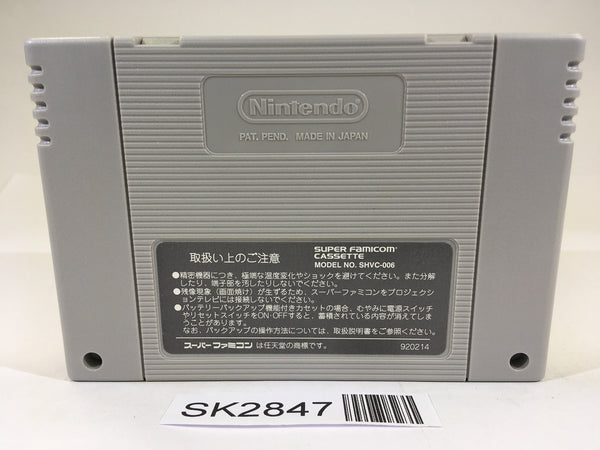 Nintendo
PAT. PEND. MADE IN JAPAN
取扱い上のご注意
SUPER FAMICOM
CASSETTE
MODEL NO. SHVC-006
●精密機器につき、極端な温度変化やショックを避けてください。また分解
したり、端子部を汚したりしないでください。
●残像現象（画面焼け）が生ずるため、スーパーファミコンをプロジェクシ
ョンテレビには接続しないでください。
●バッテリーバックアップ機能付きカセットの場合、むやみに電源スイッチ
やリセットスイッチをON・OFFすると、蓄積されている内容が消えてしま
うことがあります。
なお、バックアップの操作方法については、取扱説明書をご参照ください。
スーパーファミコン は任天堂の商標です。
920214
SK2847